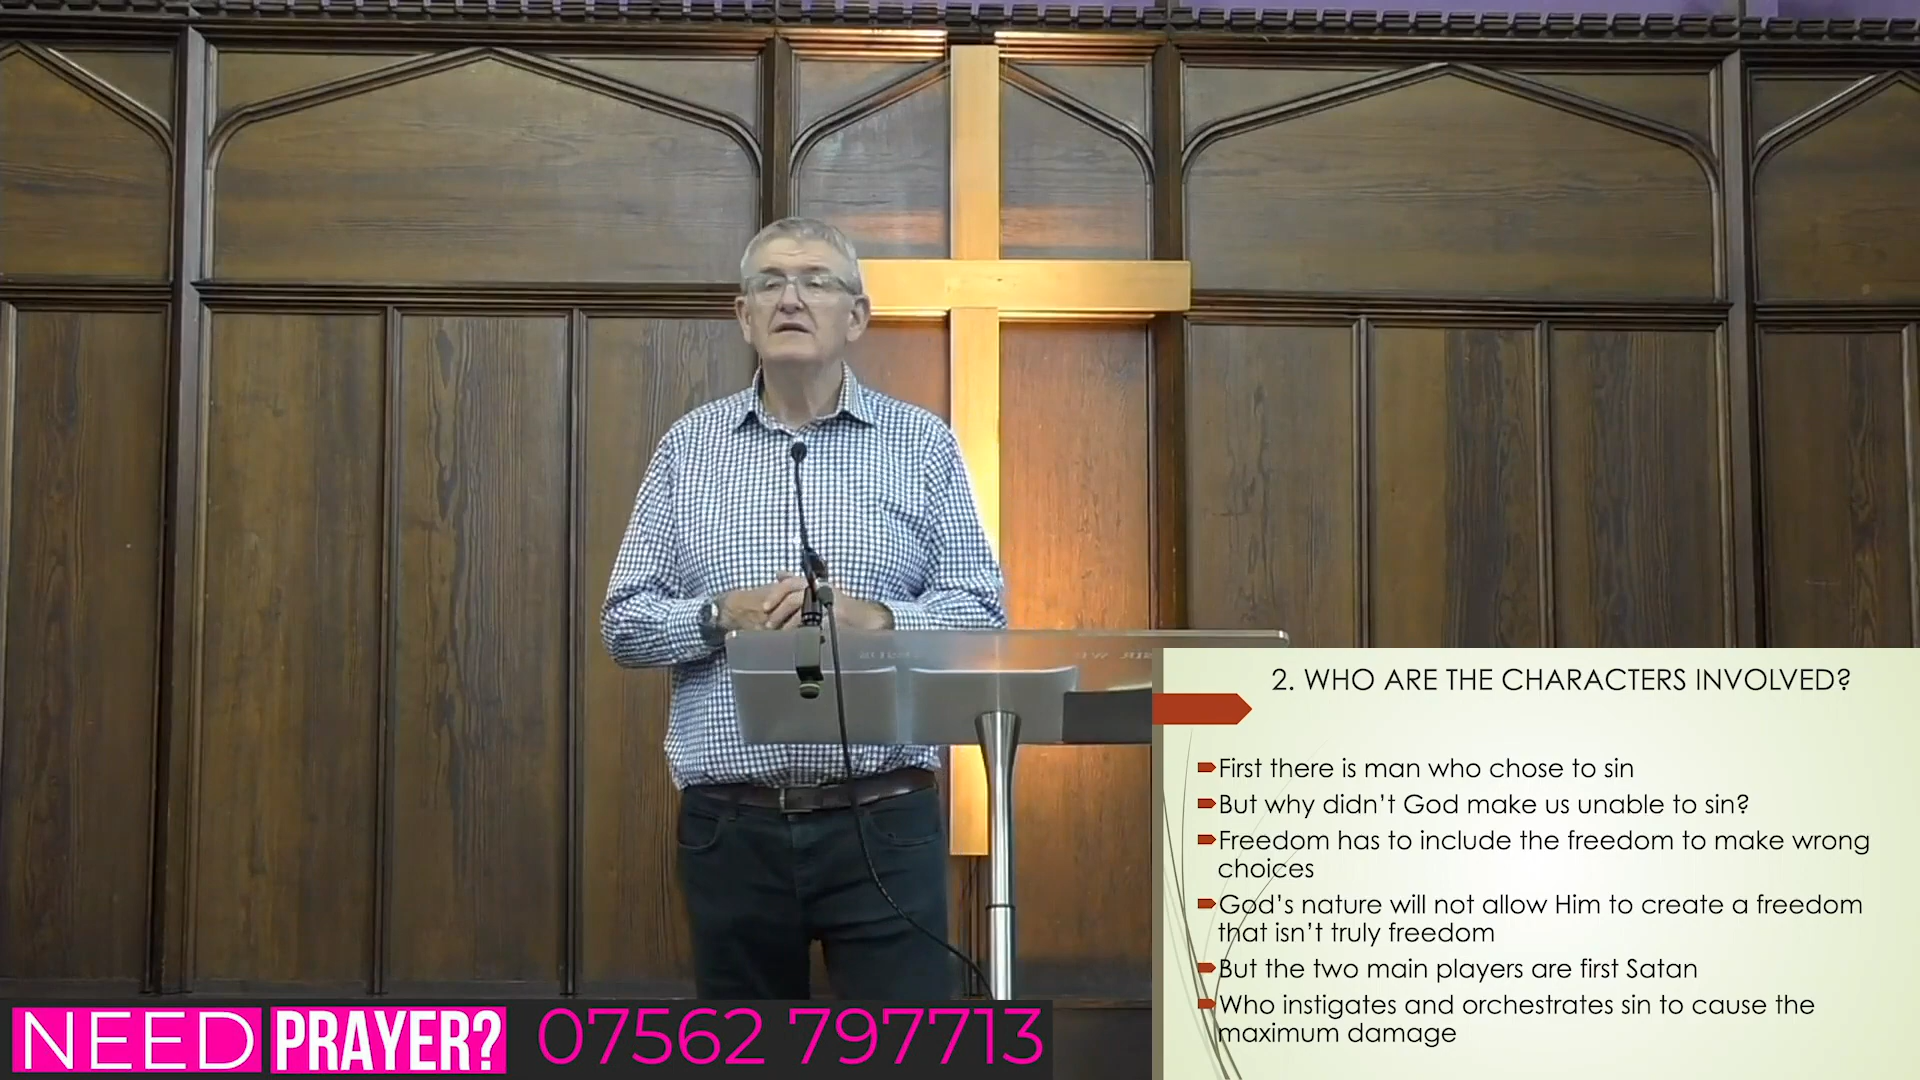 2. WHO ARE THE CHARACTERS INVOLVED?
First there is man who chose to sin
But why didn't God make us unable to sin?
Freedom has to include the freedom to make wrong
choices
God's nature will not allow Him to create a freedom
that isn't truly freedom
But the two main players are first Satan
Who instigates and orchestrates sin to cause the
maximum damage
NEED PRAYER? 07562 797713